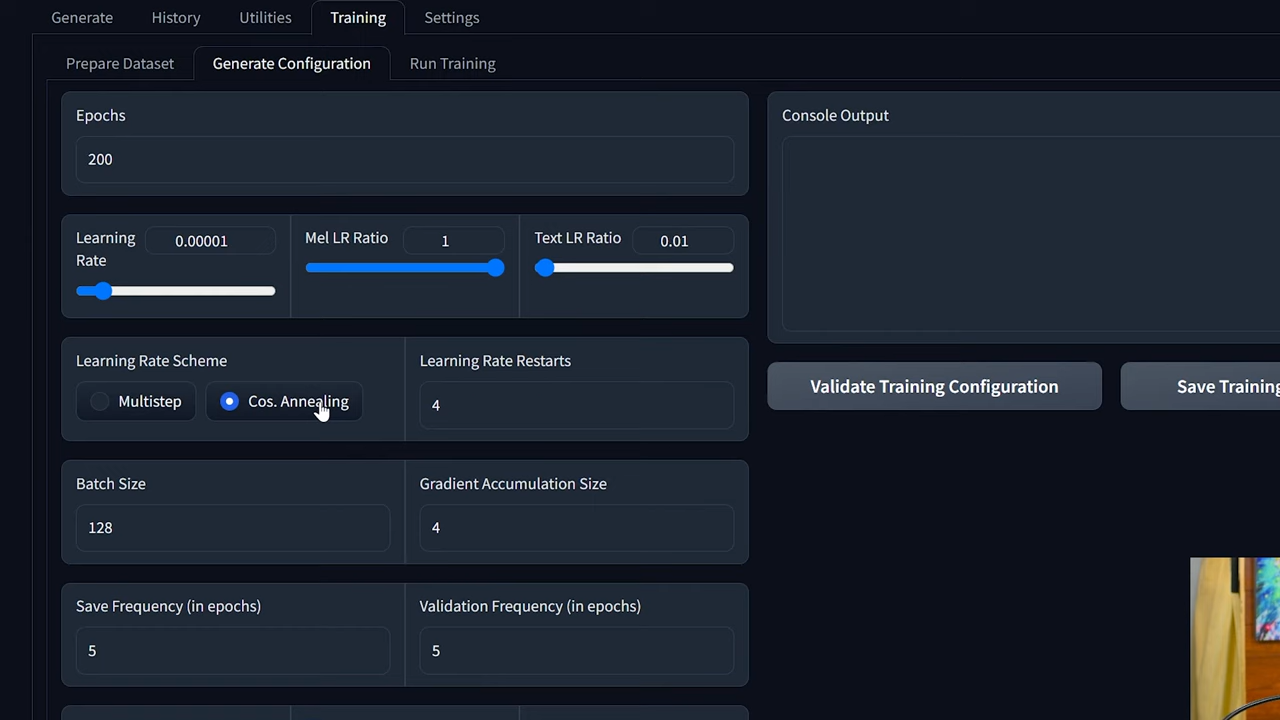 Generate History Utilities Training Settings
Prepare Dataset Generate Configuration Run Training
Epochs
200
Learning Rate
0.00001
Mel LR Ratio
1
Text LR Ratio
0.01
Learning Rate Scheme
Multistep
Cos. Annealing
Learning Rate Restarts
4
Batch Size
128
Gradient Accumulation Size
4
Save Frequency (in epochs)
5
Validation Frequency (in epochs)
5
Console Output
Validate Training Configuration
Save Training